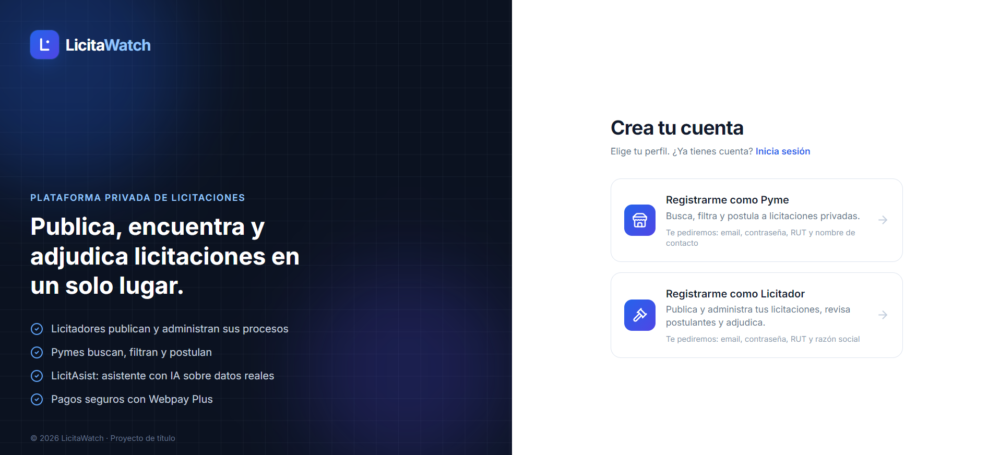 LicitaWatch
PLATAFORMA PRIVADA DE LICITACIONES
Publica, encuentra y
adjudica licitaciones en
un solo lugar.
Licitadores publican y administran sus procesos
Pymes buscan, filtran y postulan
LicitAsist: asistente con IA sobre datos reales
Pagos seguros con Webpay Plus
© 2026 LicitaWatch · Proyecto de título
Crea tu cuenta
Elige tu perfil. ¿Ya tienes cuenta? Inicia sesión
Registrarme como Pyme
Busca, filtra y postula a licitaciones privadas.
Te pediremos: email, contraseña, RUT y nombre de
contacto
Registrarme como Licitador
Publica y administra tus licitaciones, revisa
postulantes y adjudica.
Te pediremos: email, contraseña, RUT y razón social